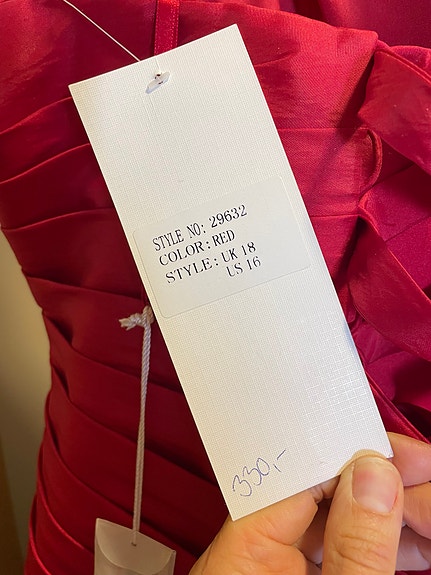 STYLE NO: 29632
COLOR: RED
STYLE: UK 18
US 16
330,-